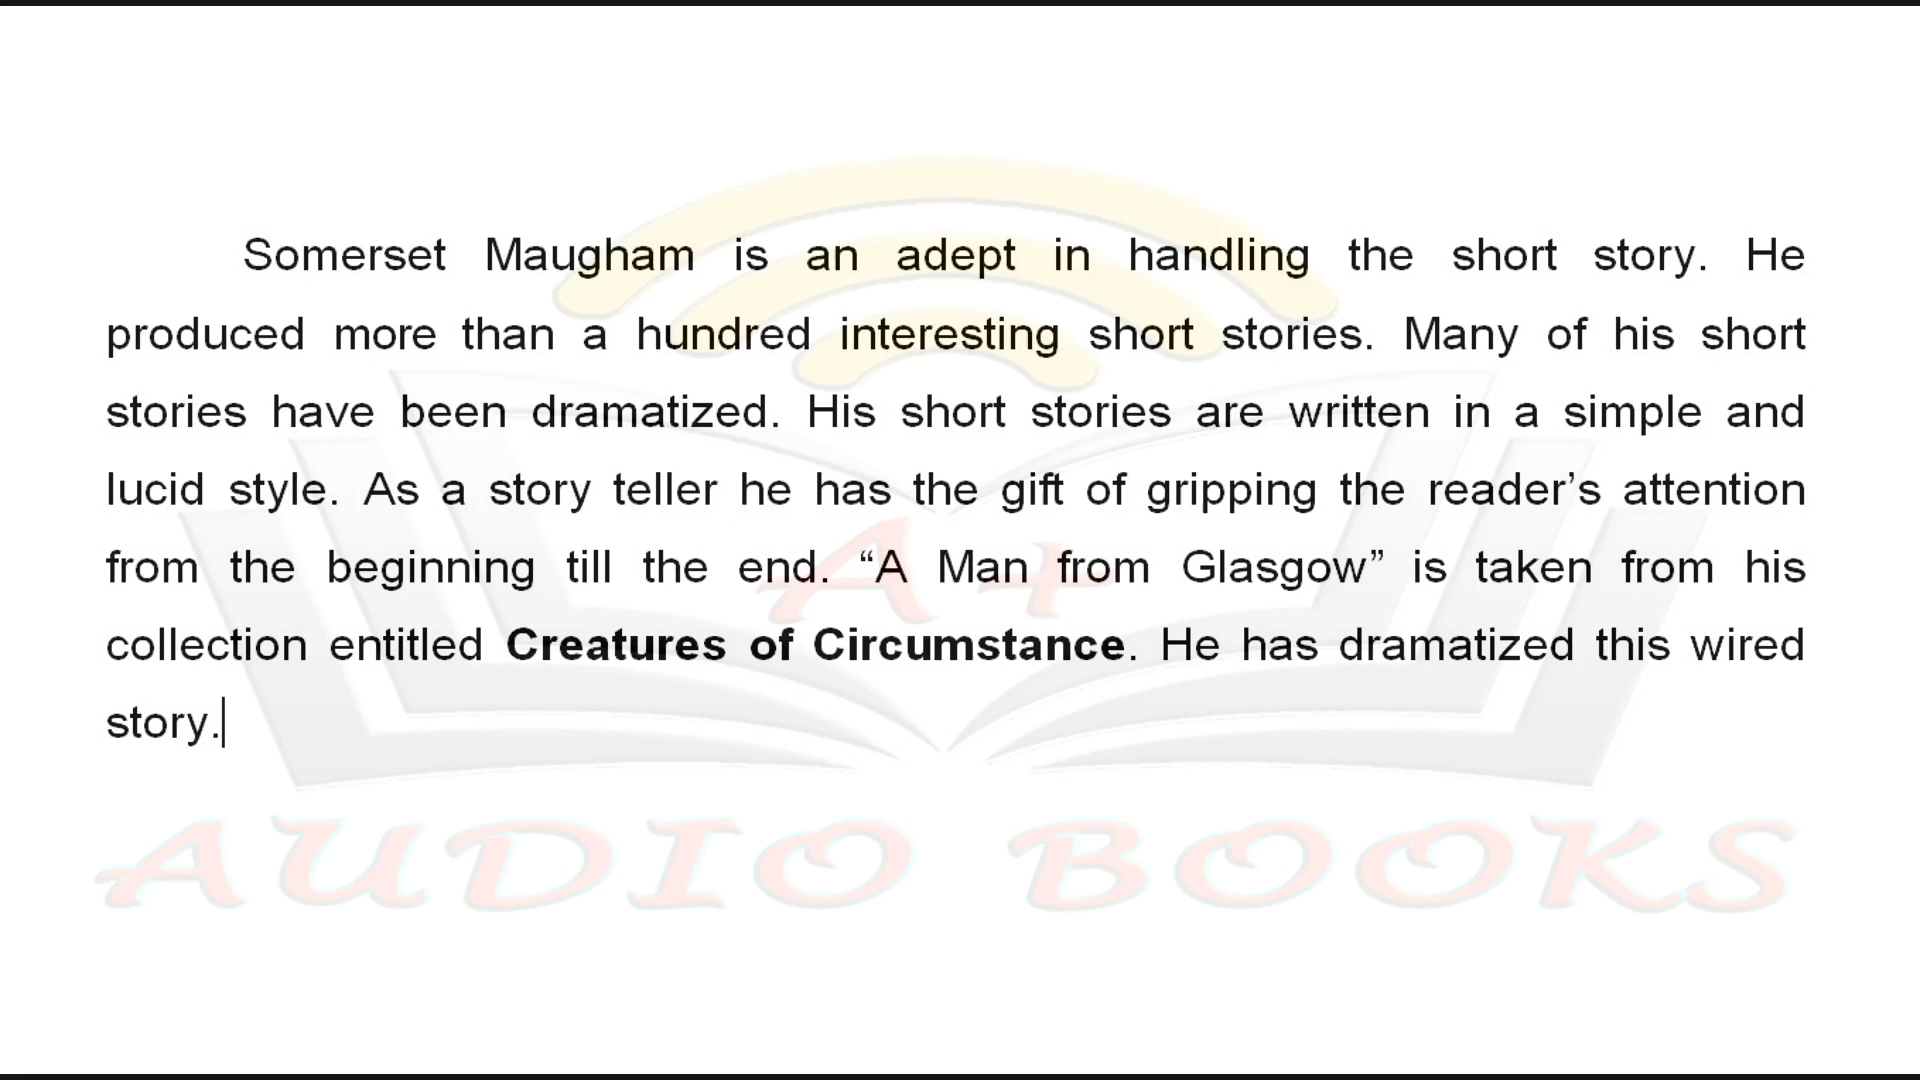 Somerset Maugham is an adept in handling the short story. He
produced more than a hundred interesting short stories. Many of his short
stories have been dramatized. His short stories are written in a simple and
lucid style. As a story teller he has the gift of gripping the reader’s attention
from the beginning till the end. “A Man from Glasgow” is taken from his
collection entitled Creatures of Circumstance. He has dramatized this wired
story.
A+
AUDIO BOOKS